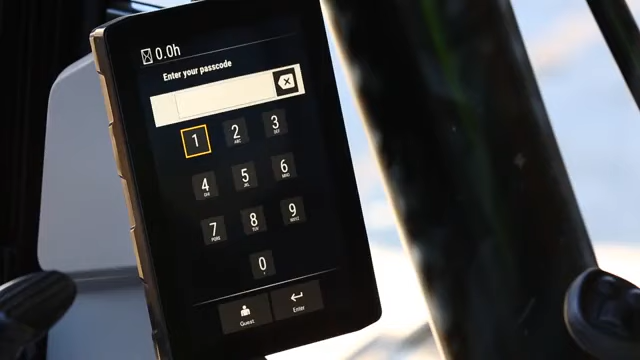 0.0h
Enter your passcode
1 2 3
ABC DEF
4 5 6
GHI JKL MNO
7 8 9
PQRS TUV WXYZ
0
Guest Enter